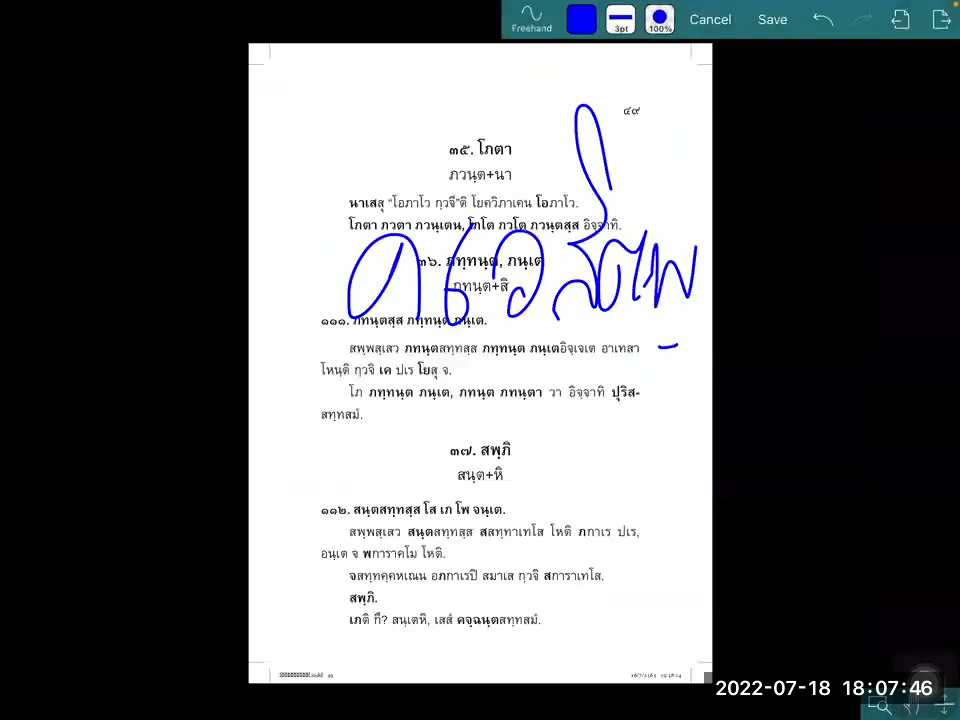 Freehand
3pt
100%
Cancel
Save
๔๙
๓๕. โภตา
ภวนฺต+นา
นาเสสุ “โอภาโว กฺวจี”ติ โยควิภาเคน โอภาโว.
โภตา ภวตา ภวนฺเตน, โภโต ภวโต ภวนฺตสฺส อิจฺจาทิ.
๓๖. ภทฺทนฺต, ภนฺเต
ภทนฺต+สิ
๑๑๑. ภทนฺตสฺส ภทฺทนฺต ภนฺเต.
สพฺพสฺเสว ภทนฺตสทฺทสฺส ภทฺทนฺต ภนฺเตอิจฺเจเต อาเทสา
โหนฺติ กฺวจิ เค ปเร โยสุ จ.
โภ ภทฺทนฺต ภนฺเต, ภทนฺต ภทนฺตา วา อิจฺจาทิ ปุริส-
สทฺทสมํ.
๓๗. สพฺภิ
สนฺต+หิ
๑๑๒. สนฺตสทฺทสฺส โส เภ โพ จนฺเต.
สพฺพสฺเสว สนฺตสทฺทสฺส สสทฺทาเทโส โหติ ภกาเร ปเร,
อนฺเต จ พการาคโม โหติ.
จสทฺทคฺคหเณน อภกาเรปิ สมาเส กฺวจิ สการาเทโส.
สพฺภิ.
เภติ กึ? สนฺเตหิ, เสสํ คจฺฉนฺตสทฺทสมํ.
2022-07-18 18:07:46